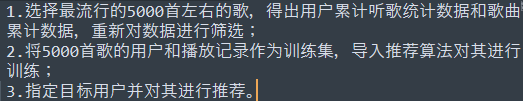 1.选择最流行的5000首左右的歌，得出用户累计听歌统计数据和歌曲
累计数据，重新对数据进行筛选；
2.将5000首歌的用户和播放记录作为训练集，导入推荐算法对其进行
训练；
3.指定目标用户并对其进行推荐。